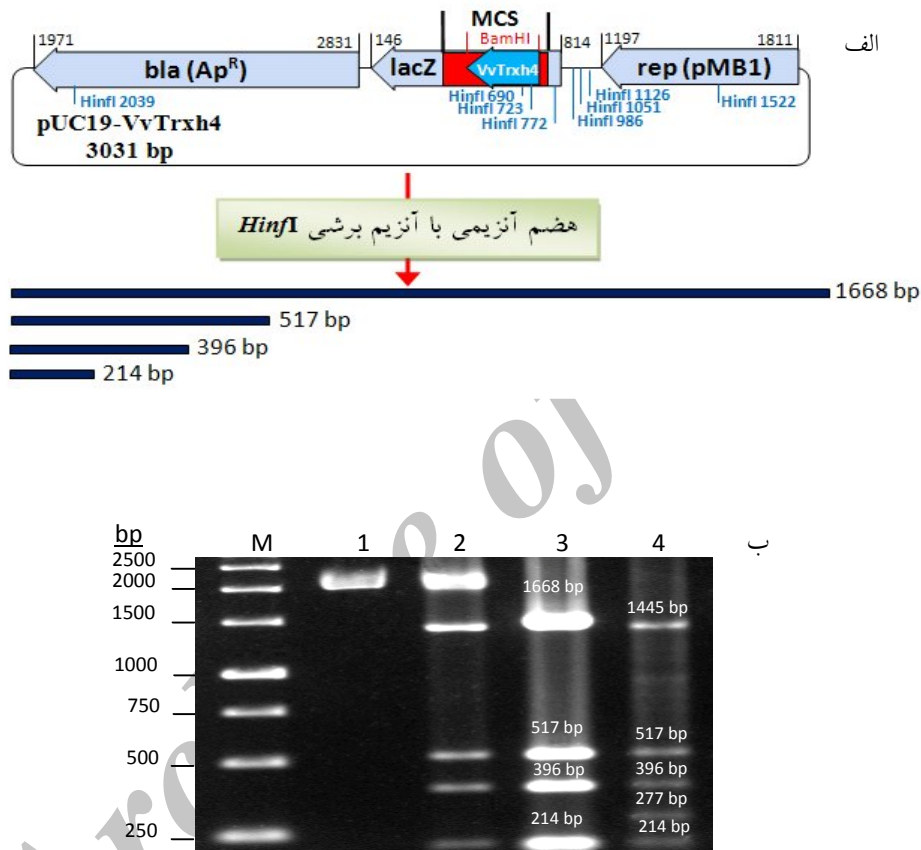 الف
MCS
1971 2831 146 BamHI 814 1197 1811
bla (Ap^R) lacZ VvTrxh4 rep (pMB1)
HinfI 2039 HinfI 690 HinfI 1126 HinfI 1522
HinfI 723 HinfI 1051
HinfI 772 HinfI 986
pUC19-VvTrxh4
3031 bp
هضم آنزیمی با آنزیم برشی HinfI
1668 bp
517 bp
396 bp
214 bp
ب
bp M 1 2 3 4
2500
2000
1668 bp
1500 1445 bp
1000
750
517 bp 517 bp
500
396 bp 396 bp
277 bp
214 bp 214 bp
250
Archive of